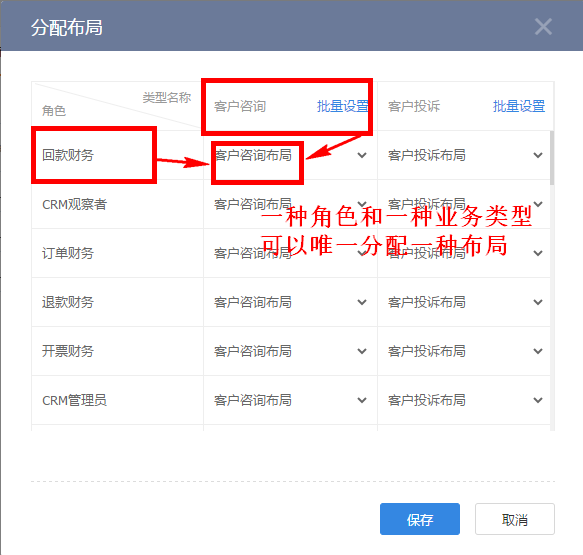 分配布局
类型名称
角色
客户咨询 批量设置 客户投诉 批量设置
回款财务 客户咨询布局 客户投诉布局
CRM观察者 客户咨询布局 客户投诉布局
一种角色和一种业务类型
可以唯一分配一种布局
订单财务 客户咨询布局 客户投诉布局
退款财务 客户咨询布局 客户投诉布局
开票财务 客户咨询布局 客户投诉布局
CRM管理员 客户咨询布局 客户投诉布局
保存 取消